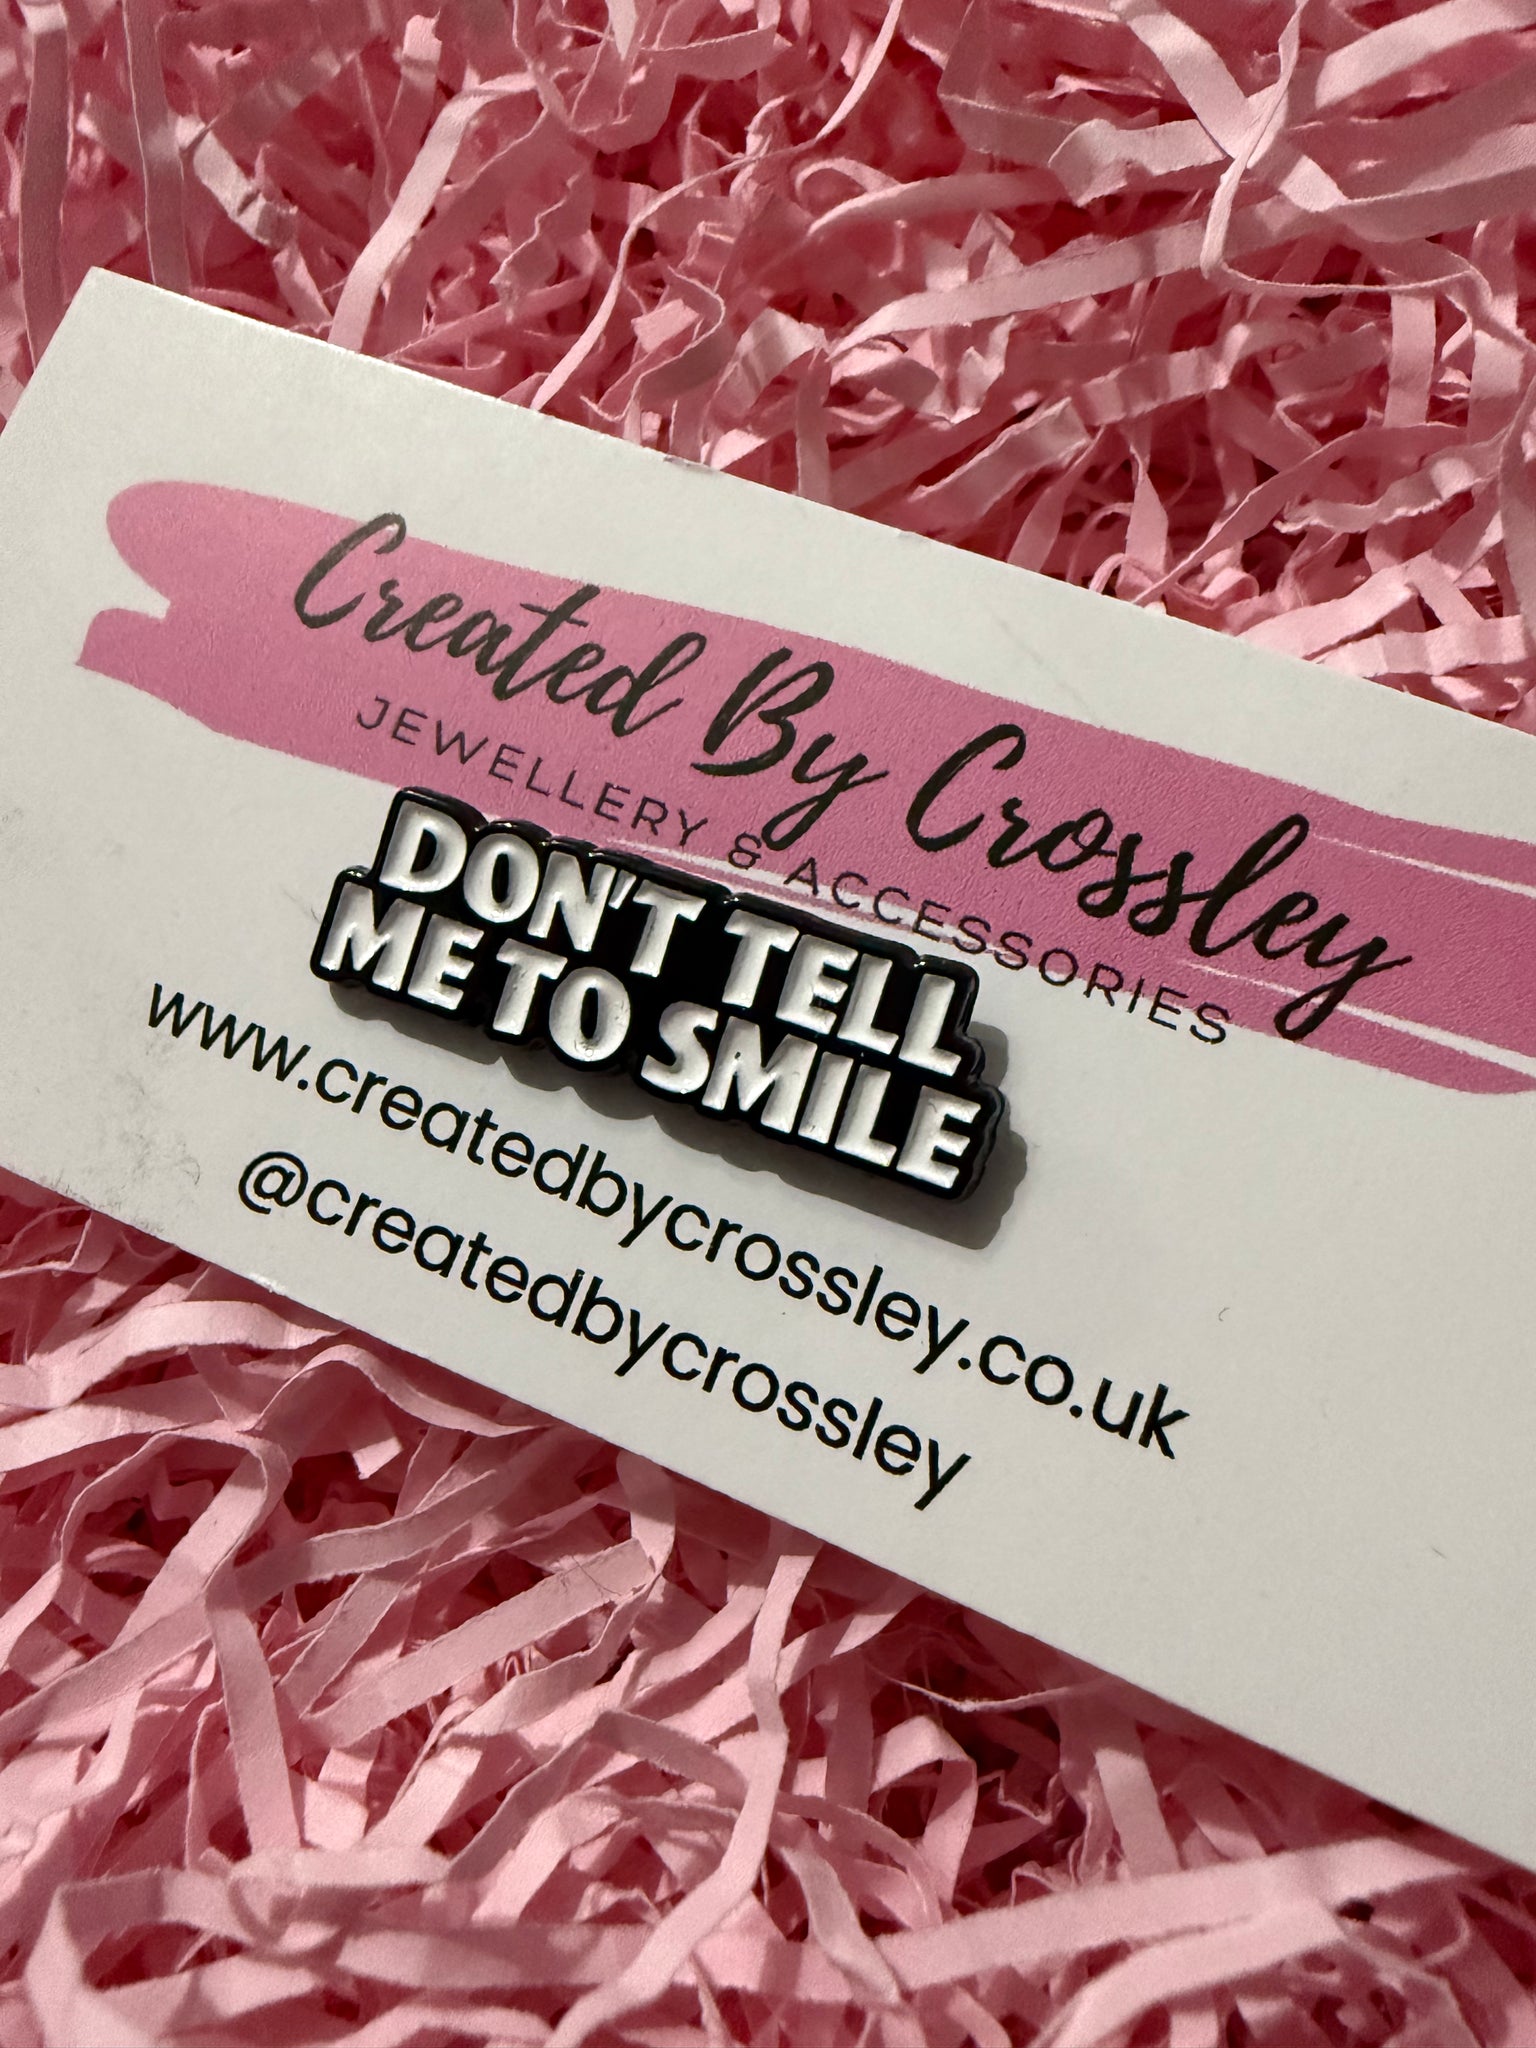 Created By Crossley
JEWELLERY & ACCESSORIES
DON'T TELL
ME TO SMILE
www.createdbycrossley.co.uk
@createdbycrossley